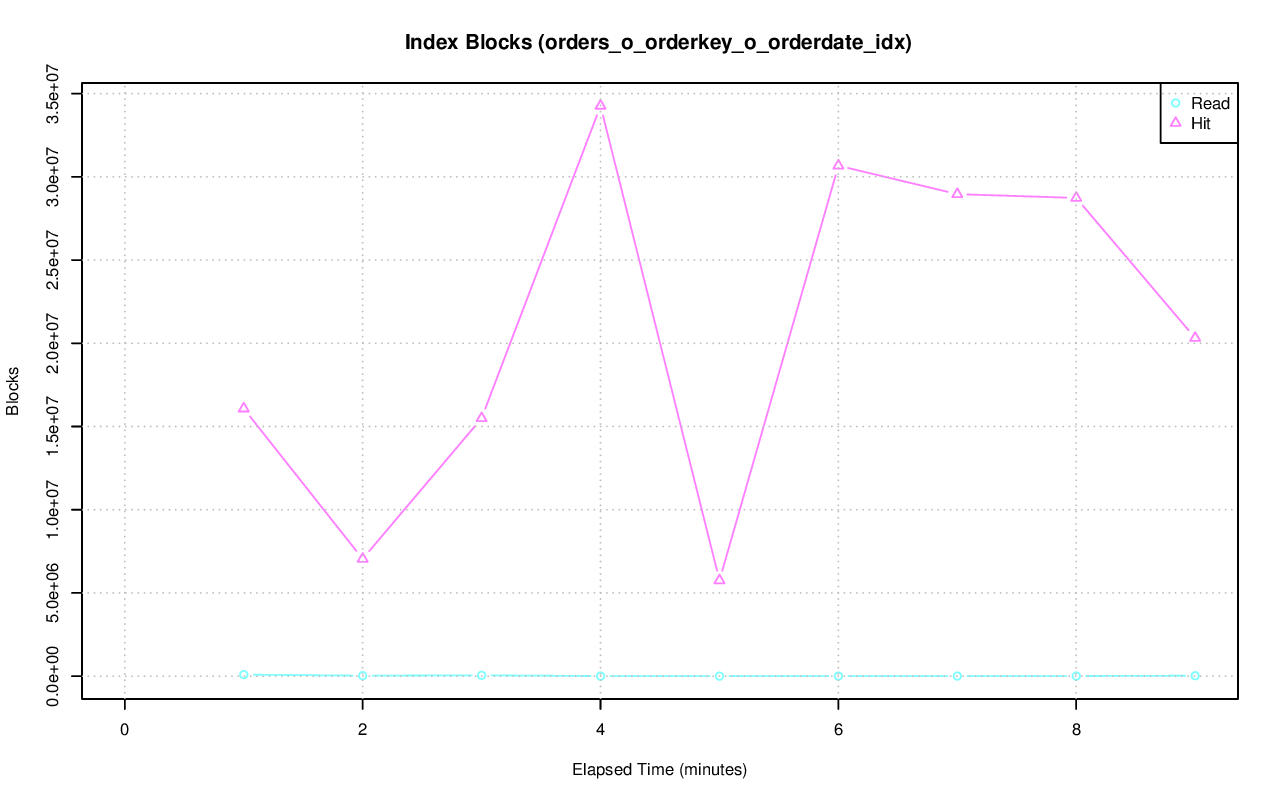 Index Blocks (orders_o_orderkey_o_orderdate_idx)
Read
Hit
3.5e+07
3.0e+07
2.5e+07
2.0e+07
1.5e+07
1.0e+07
5.0e+06
0.0e+00
Blocks
0 2 4 6 8
Elapsed Time (minutes)